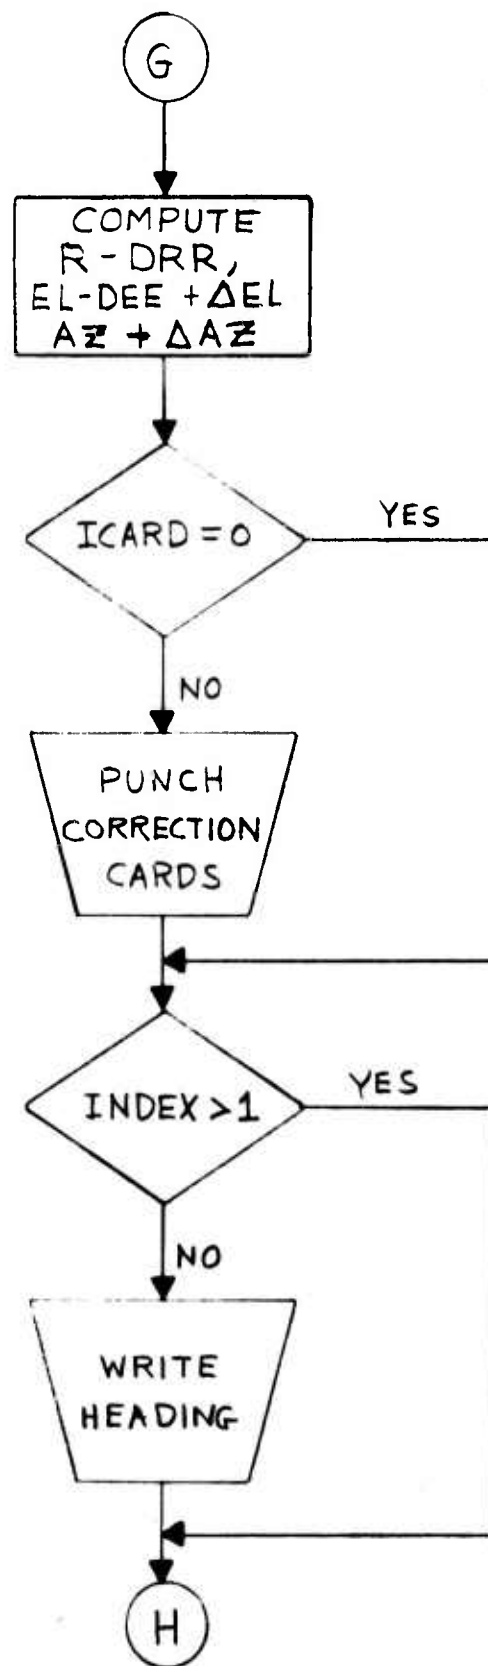 G
COMPUTE
R-DRR,
EL-DEE + ΔEL
AZ + ΔAZ
ICARD = 0
YES
NO
PUNCH
CORRECTION
CARDS
INDEX > 1
YES
NO
WRITE
HEADING
H